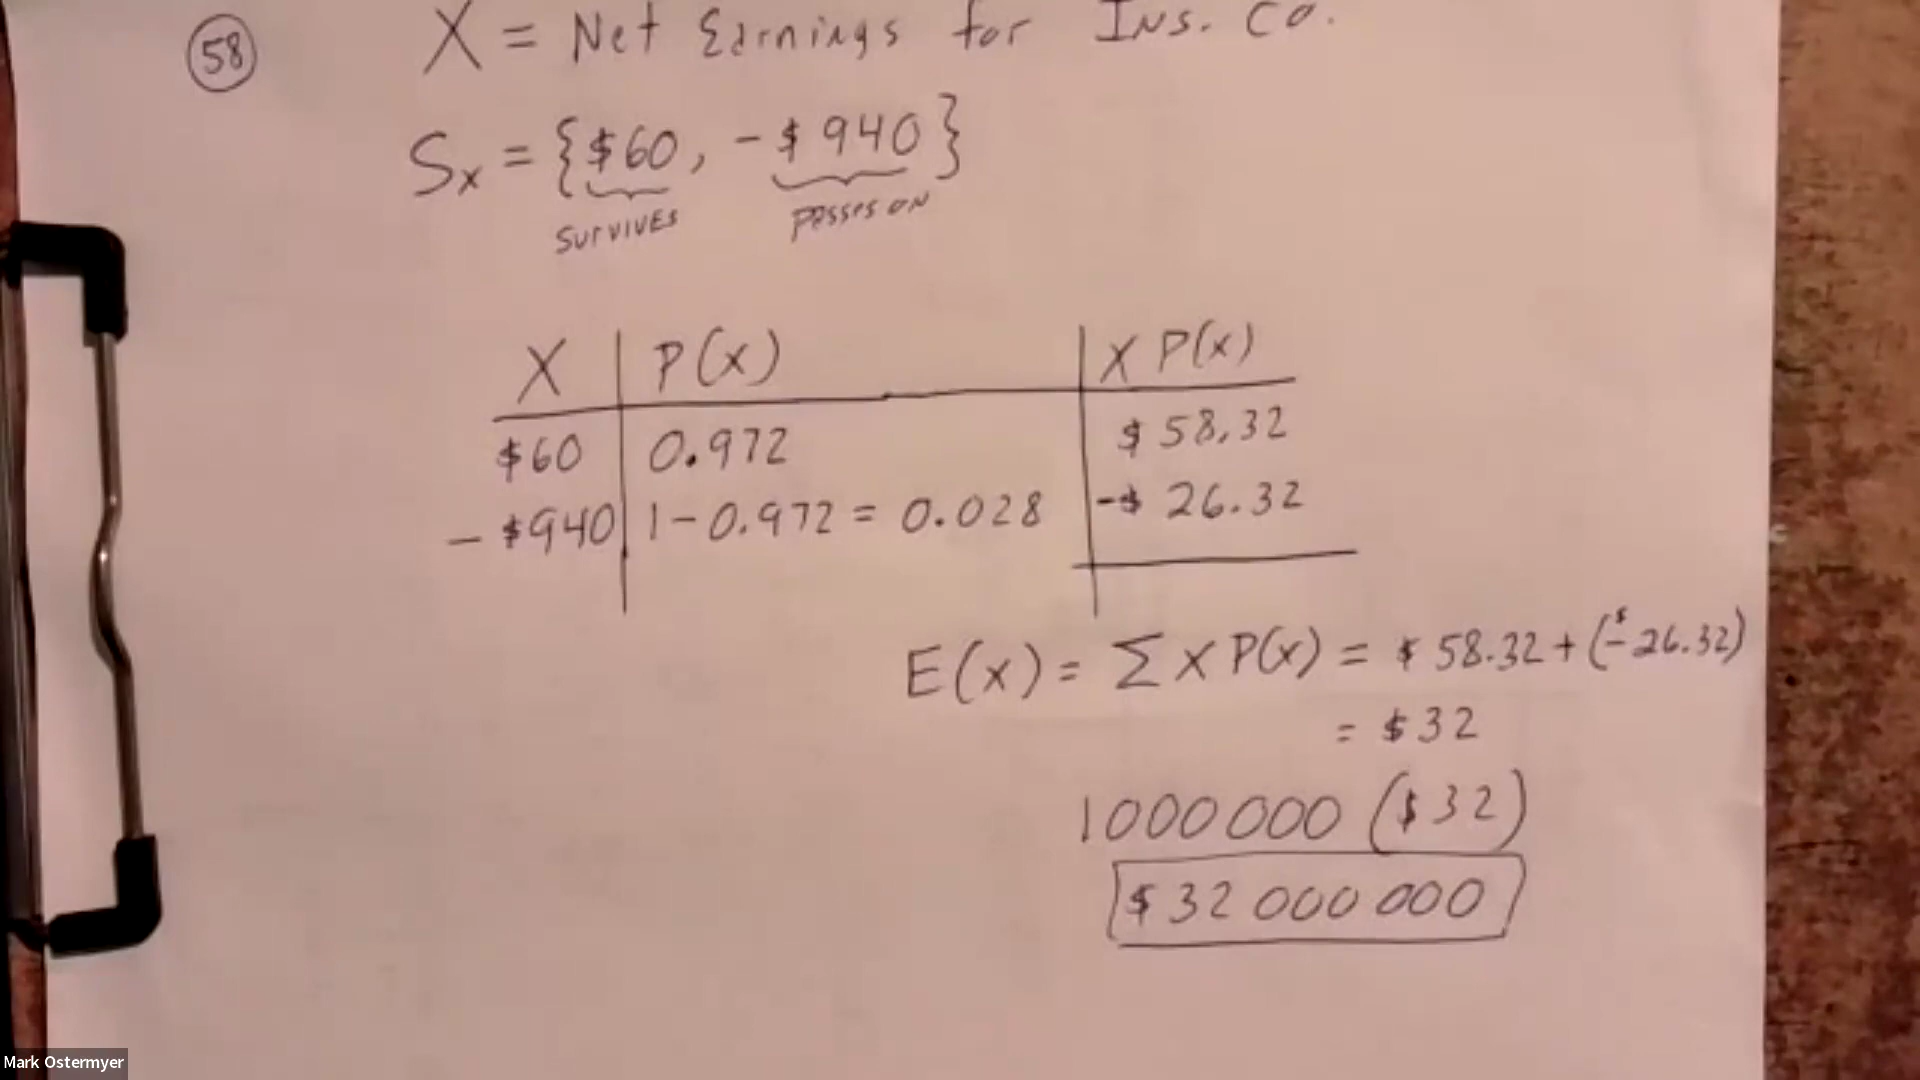 58
X = Net Earnings for Ins. Co.
Sx = {$60, -$940}
SURVIVES PASSES ON
X P(x) X P(x)
$60 0.972 $58.32
-$940 1-0.972 = 0.028 -$26.32
E(x) = Σ X P(x) = $58.32 + (-$26.32)
= $32
1000000 ($32)
$32 000 000
Mark Ostermyer